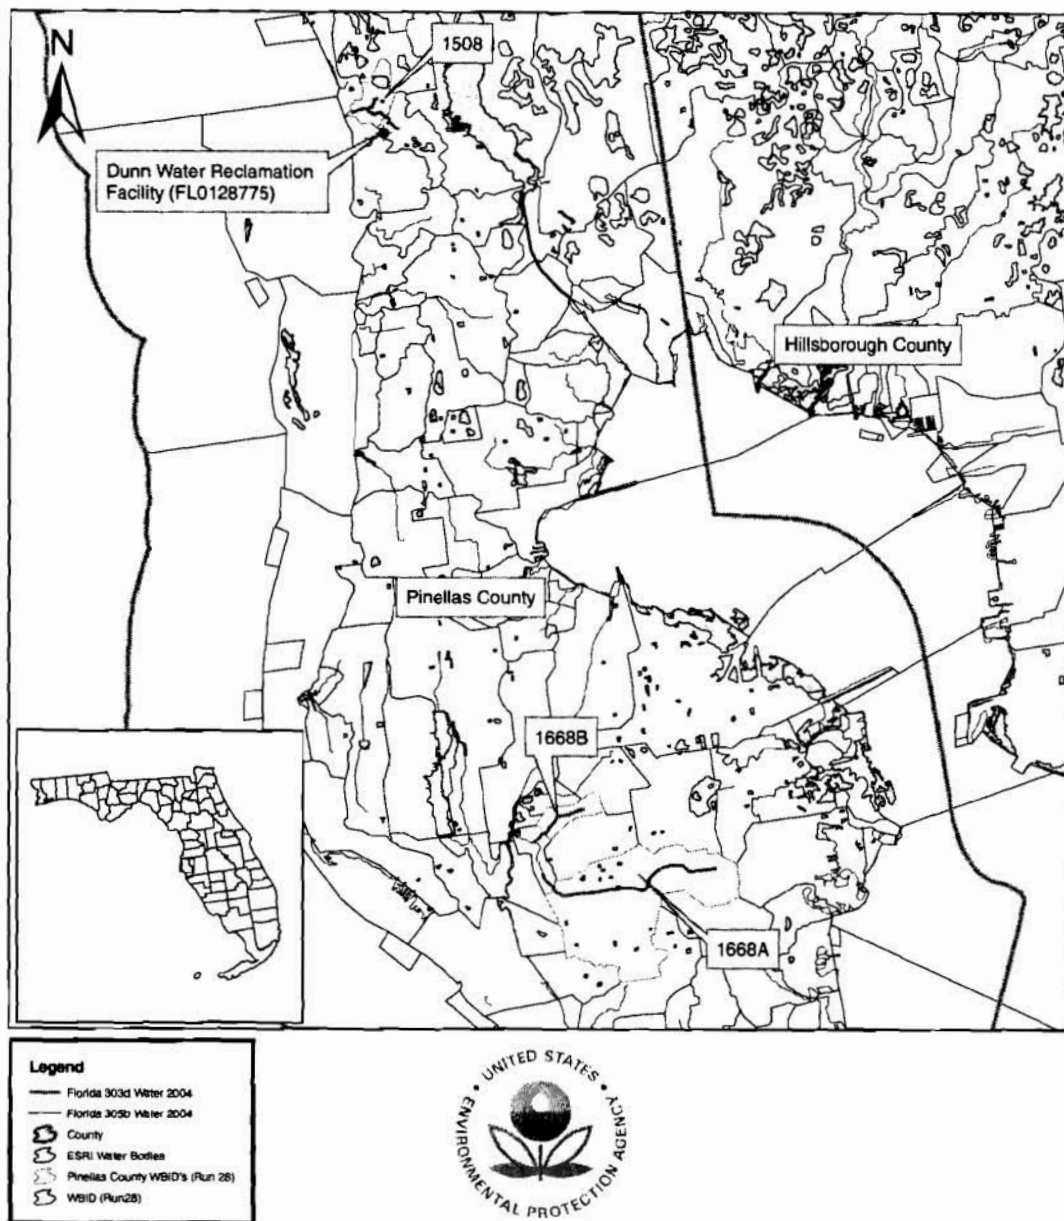 N
1508
Dunn Water Reclamation
Facility (FL0128775)
Hillsborough County
Pinellas County
1668B
1668A
Legend
Florida 303d Water 2004
Florida 305b Water 2004
County
ESRI Water Bodies
Pinellas County WBID's (Run 28)
WBID (Run28)
UNITED STATES
ENVIRONMENTAL PROTECTION AGENCY